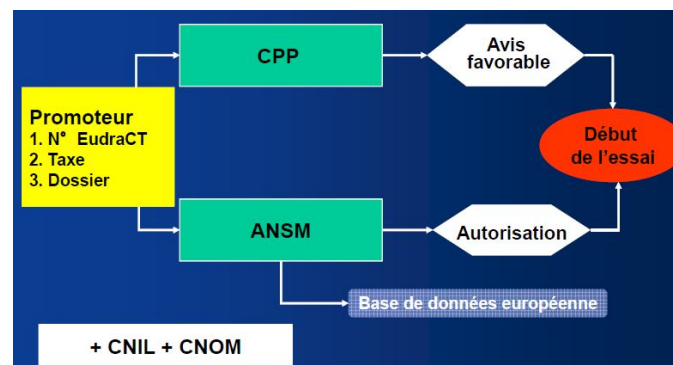 CPP
Avis
favorable
Promoteur
1. N° EudraCT
2. Taxe
3. Dossier
Début
de l'essai
ANSM
Autorisation
Base de données européenne
+ CNIL + CNOM